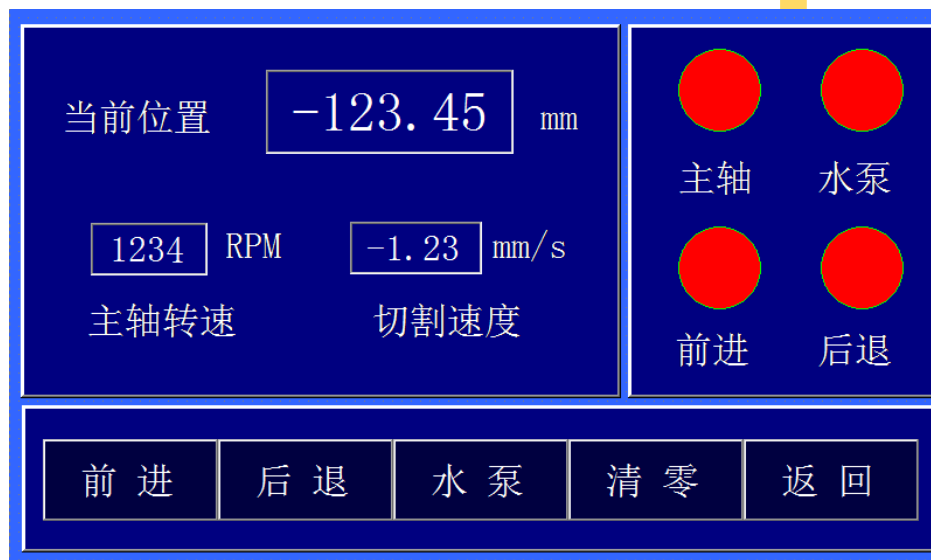 当前位置 -123.45 mm
1234 RPM -1.23 mm/s
主轴转速 切割速度
主轴 水泵
前进 后退
前 进 后 退 水 泵 清 零 返 回